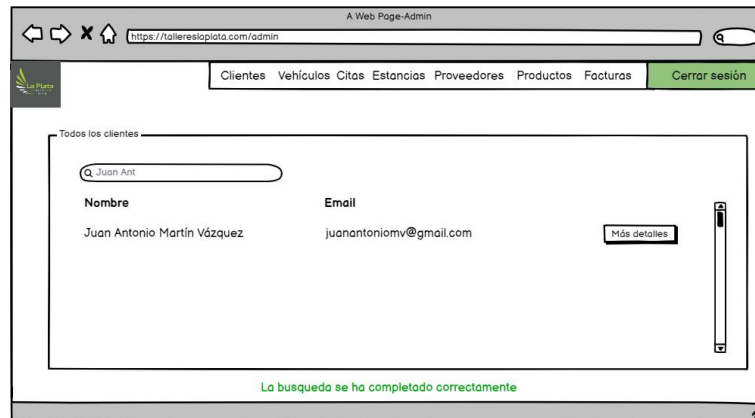 A Web Page-Admin
https://tallereslaplata.com/admin
La Plata
Clientes Vehículos Citas Estancias Proveedores Productos Facturas Cerrar sesión
Todos los clientes
Juan Ant
Nombre Email
Juan Antonio Martín Vázquez juanantoniomv@gmail.com Más detalles
La busqueda se ha completado correctamente